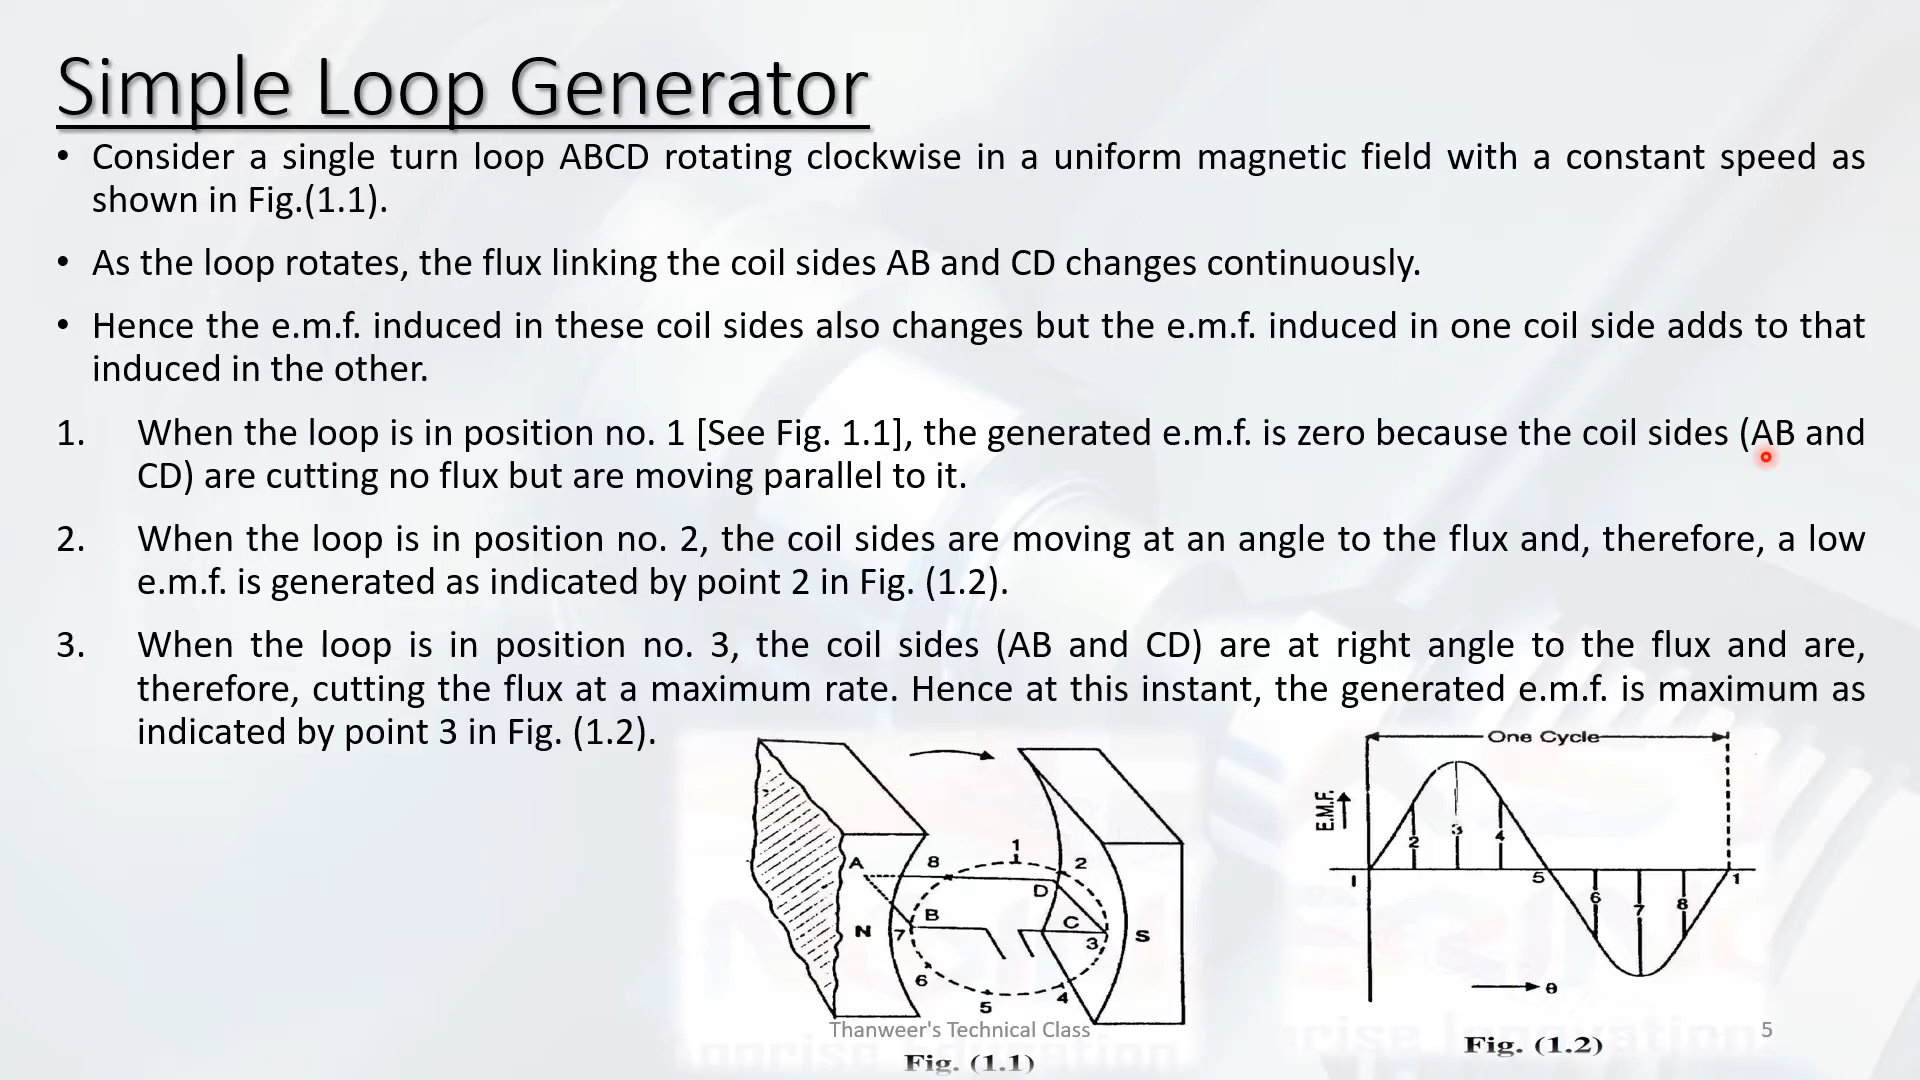 Simple Loop Generator
• Consider a single turn loop ABCD rotating clockwise in a uniform magnetic field with a constant speed as
shown in Fig.(1.1).
• As the loop rotates, the flux linking the coil sides AB and CD changes continuously.
• Hence the e.m.f. induced in these coil sides also changes but the e.m.f. induced in one coil side adds to that
induced in the other.
1. When the loop is in position no. 1 [See Fig. 1.1], the generated e.m.f. is zero because the coil sides (AB and
CD) are cutting no flux but are moving parallel to it.
2. When the loop is in position no. 2, the coil sides are moving at an angle to the flux and, therefore, a low
e.m.f. is generated as indicated by point 2 in Fig. (1.2).
3. When the loop is in position no. 3, the coil sides (AB and CD) are at right angle to the flux and are,
therefore, cutting the flux at a maximum rate. Hence at this instant, the generated e.m.f. is maximum as
indicated by point 3 in Fig. (1.2).
A
8
1
2
D
B
C
N
7
3
S
6
5
4
Thanweer's Technical Class
Fig. (1.1)
One Cycle
E.M.F.
2
3
4
1
5
1
6
7
8
θ
5
Fig. (1.2)